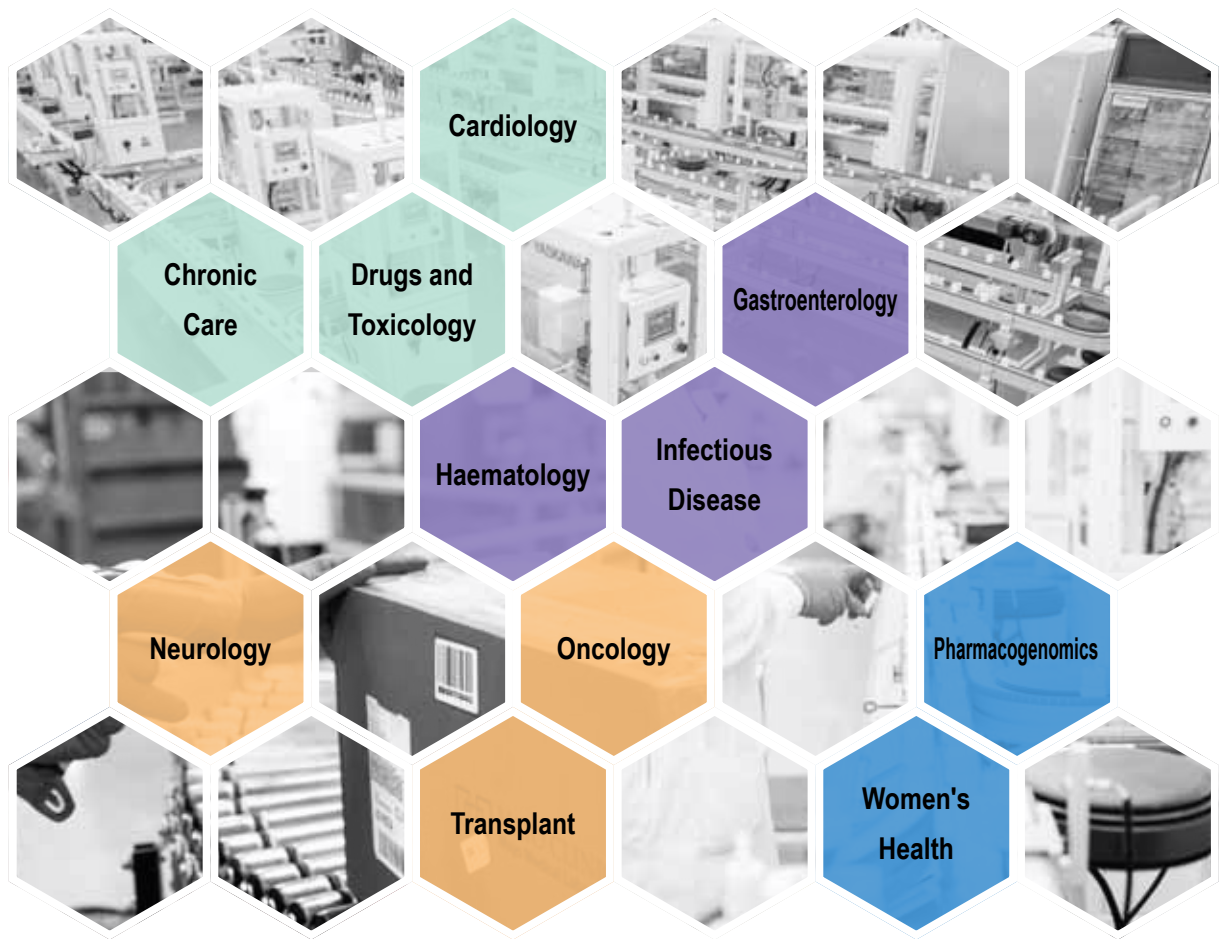 Cardiology
Chronic
Care
Drugs and
Toxicology
Gastroenterology
Haematology
Infectious
Disease
Neurology
Oncology
Pharmacogenomics
Transplant
Women's
Health